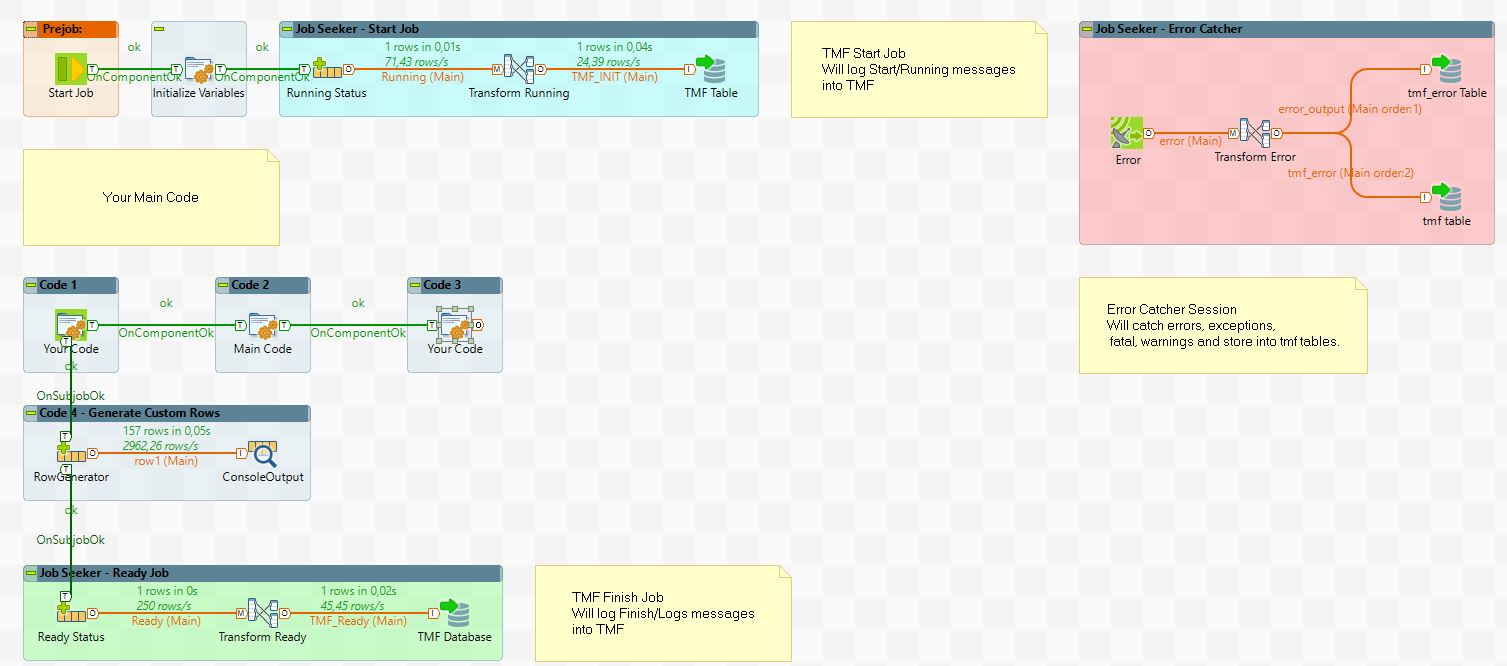 Prejob:
ok
OnComponentOk
Start Job
Initialize Variables
ok
OnComponentOk
Job Seeker - Start Job
1 rows in 0,01s
71,43 rows/s
Running (Main)
Running Status
Transform Running
1 rows in 0,04s
24,39 rows/s
TMF_INIT (Main)
TMF Table
TMF Start Job
Will log Start/Running messages
into TMF
Job Seeker - Error Catcher
Error
error (Main)
Transform Error
error_output (Main order:1)
tmf_error Table
tmf_error (Main order:2)
tmf table
Your Main Code
Code 1
Your Code
ok
OnComponentOk
Code 2
Main Code
ok
OnComponentOk
Code 3
Your Code
Error Catcher Session
Will catch errors, exceptions,
fatal, warnings and store into tmf tables.
ok
OnSubjobOk
Code 4 - Generate Custom Rows
157 rows in 0,05s
2962,26 rows/s
row1 (Main)
RowGenerator
ConsoleOutput
ok
OnSubjobOk
Job Seeker - Ready Job
1 rows in 0s
250 rows/s
Ready (Main)
Ready Status
Transform Ready
1 rows in 0,02s
45,45 rows/s
TMF_Ready (Main)
TMF Database
TMF Finish Job
Will log Finish/Logs messages
into TMF